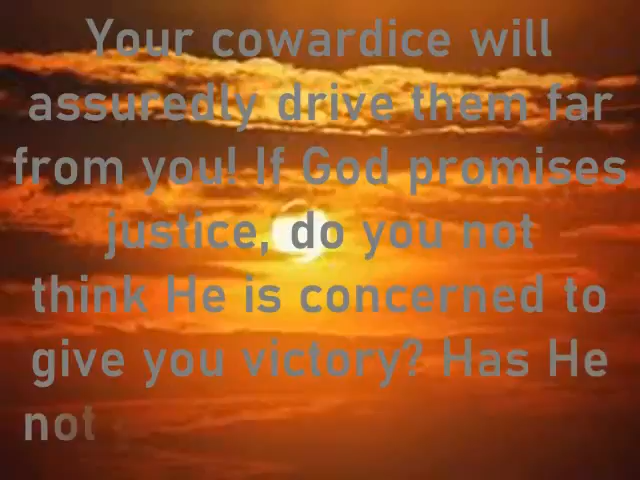 Your cowardice will
assuredly drive them far
from you! If God promises
justice, do you not
think He is concerned to
give you victory? Has He
not